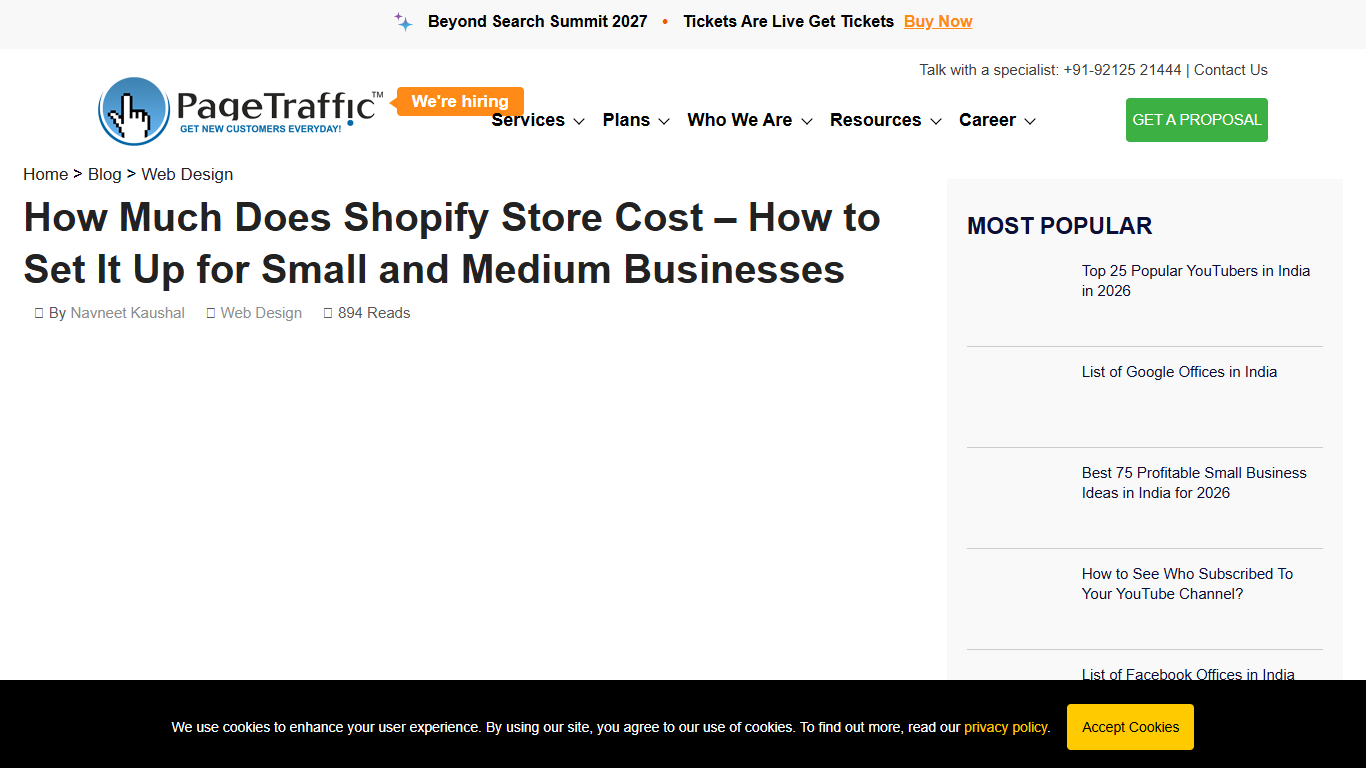 Beyond Search Summit 2027 • Tickets Are Live Get Tickets Buy Now
Talk with a specialist: +91-92125 21444 | Contact Us
PageTraffic™
GET NEW CUSTOMERS EVERYDAY!
We're hiring
Services Plans Who We Are Resources Career
GET A PROPOSAL
Home > Blog > Web Design
How Much Does Shopify Store Cost – How to
Set It Up for Small and Medium Businesses
By Navneet Kaushal Web Design 894 Reads
MOST POPULAR
Top 25 Popular YouTubers in India
in 2026
List of Google Offices in India
Best 75 Profitable Small Business
Ideas in India for 2026
How to See Who Subscribed To
Your YouTube Channel?
List of Facebook Offices in India
We use cookies to enhance your user experience. By using our site, you agree to our use of cookies. To find out more, read our privacy policy.
Accept Cookies